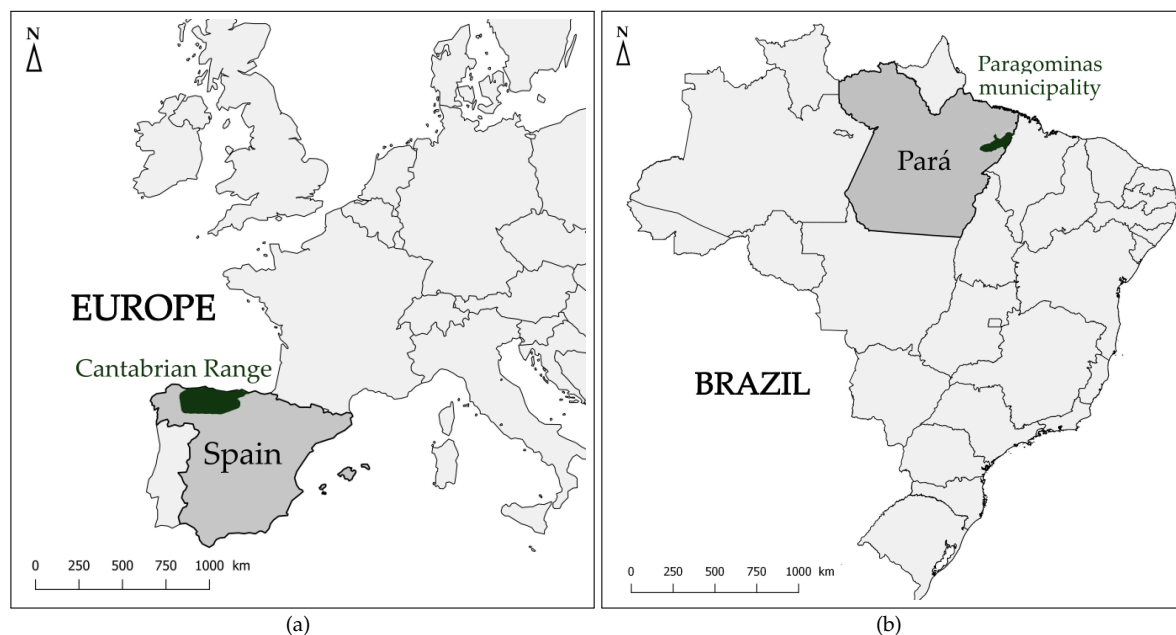 N
EUROPE
Cantabrian Range
Spain
0 250 500 750 1000 km
(a)
N
Paragominas
municipality
Pará
BRAZIL
0 250 500 750 1000 km
(b)